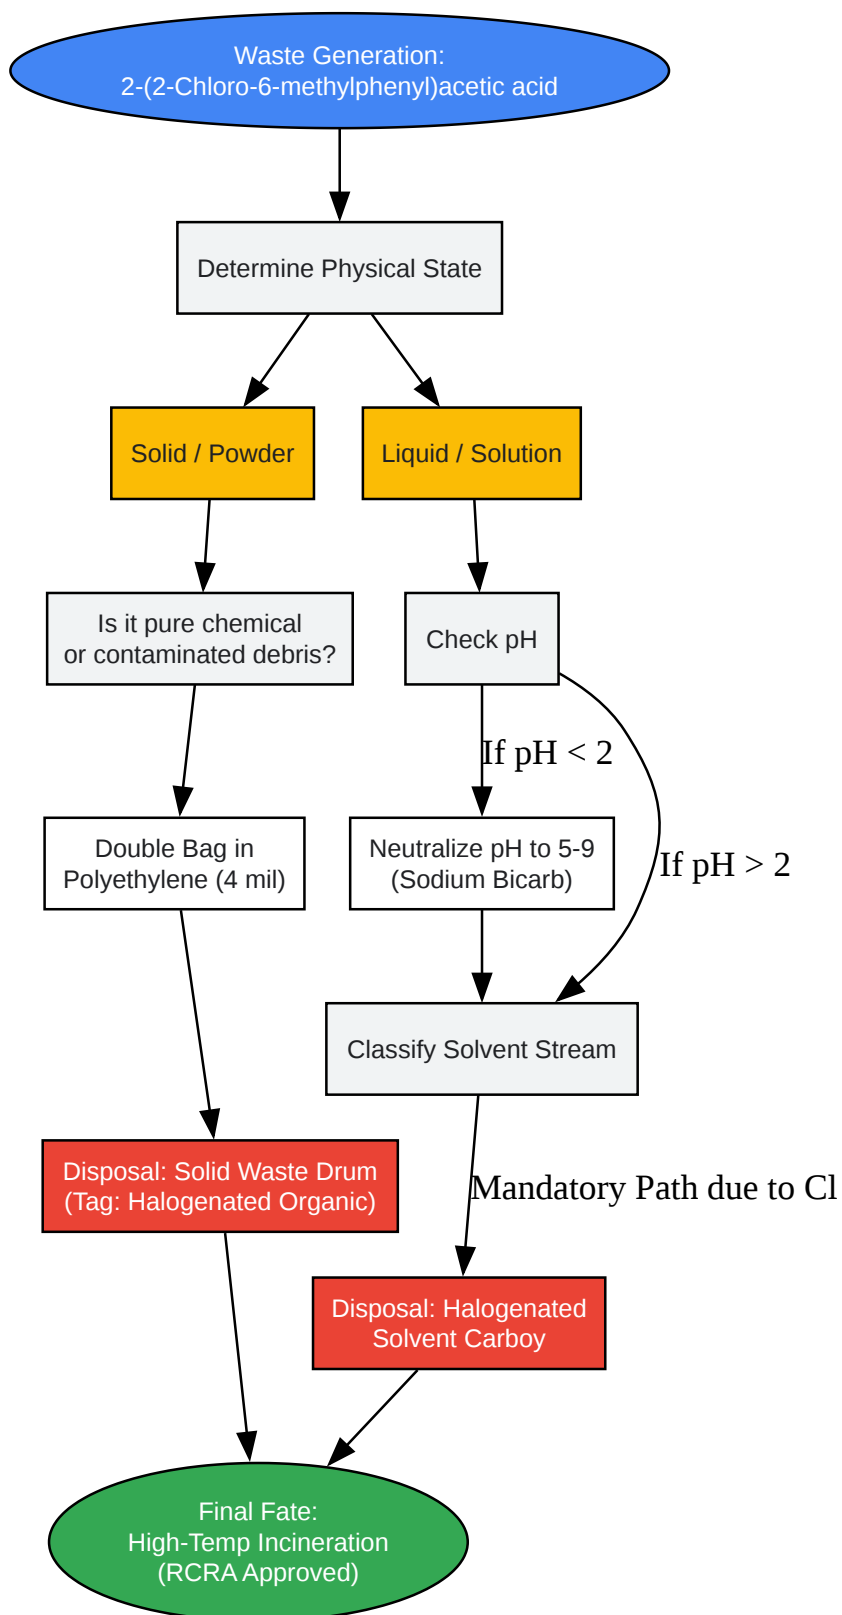 Waste Generation:
2-(2-Chloro-6-methylphenyl)acetic acid
Determine Physical State
Solid / Powder
Liquid / Solution
Is it pure chemical
or contaminated debris?
Check pH
If pH < 2
Double Bag in
Polyethylene (4 mil)
Neutralize pH to 5-9
(Sodium Bicarb)
If pH > 2
Classify Solvent Stream
Disposal: Solid Waste Drum
(Tag: Halogenated Organic)
Mandatory Path due to Cl
Disposal: Halogenated
Solvent Carboy
Final Fate:
High-Temp Incineration
(RCRA Approved)